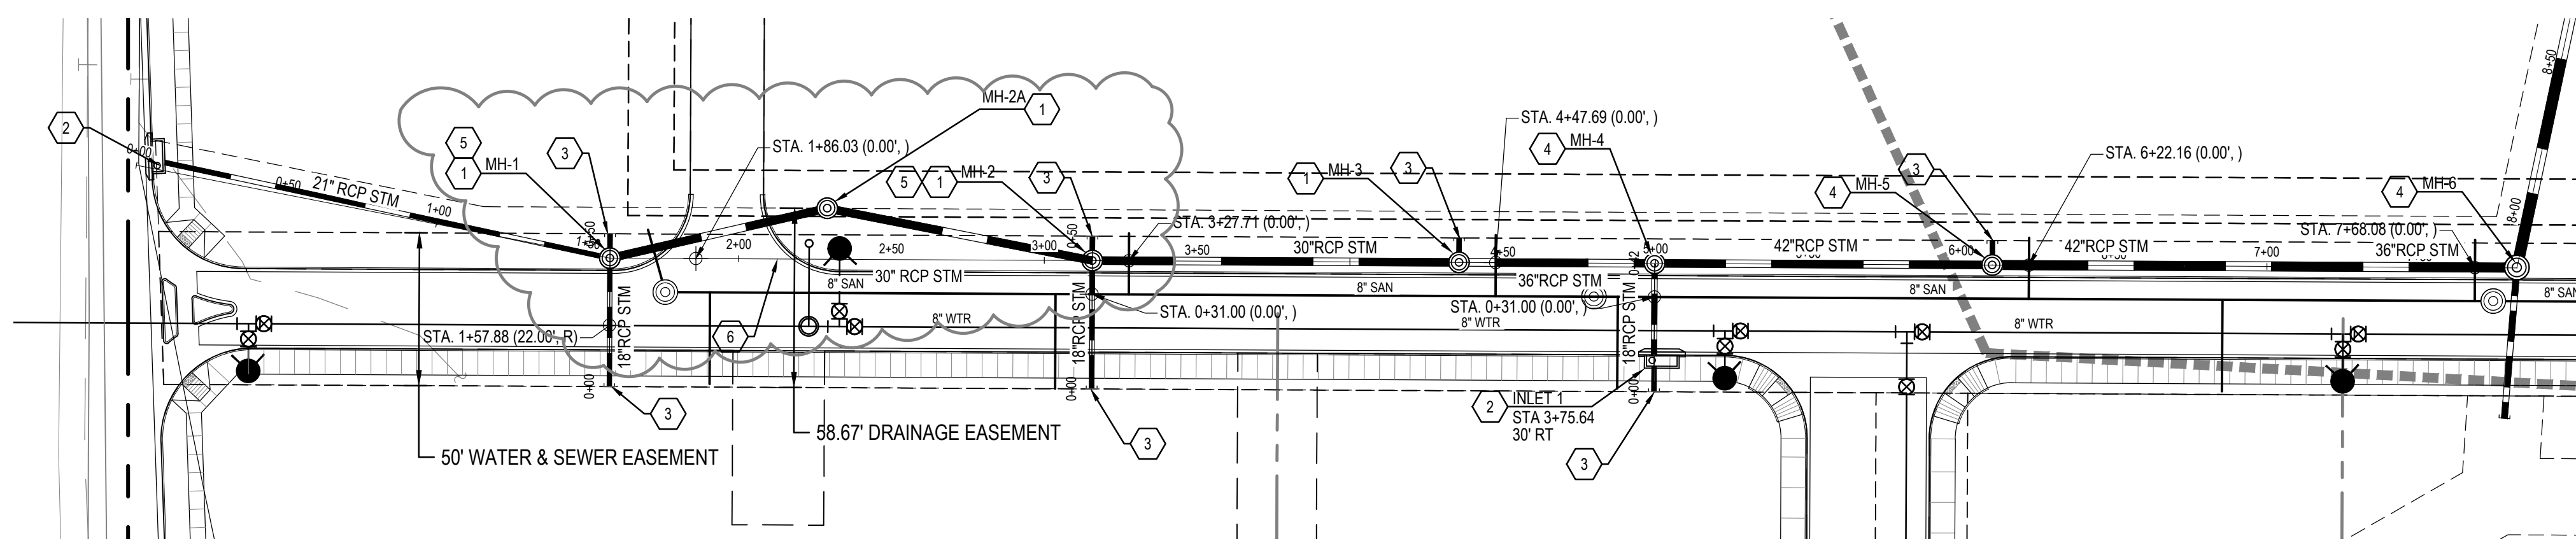 2
0+00
0+50
21" RCP STM
1+00
1+50
5
1
MH-1
3
0+50
MH-2A
1
STA. 1+86.03 (0.00', )
2+00
2+50
5
1
MH-2
3
0+50
3+00
STA. 3+27.71 (0.00', )
3+50
30"RCP STM
1
MH-3
3
STA. 4+47.69 (0.00', )
4+50
4
MH-4
5+00
42"RCP STM
4
MH-5
3
6+00
STA. 6+22.16 (0.00', )
42"RCP STM
6+50
7+00
STA. 7+68.08 (0.00', )
36"RCP STM
4
MH-6
8+00
8+50
30" RCP STM
8" SAN
8" SAN
36"RCP STM
8" SAN
8" SAN
STA. 0+31.00 (0.00', )
STA. 0+31.00 (0.00', )
8" WTR
8" WTR
8" WTR
STA. 1+57.88 (22.00', R)
18"RCP STM
6
18"RCP STM
18"RCP STM
0+00
3
0+00
3
0+00
3
2
INLET 1
STA 3+75.64
30' RT
58.67' DRAINAGE EASEMENT
50' WATER & SEWER EASEMENT